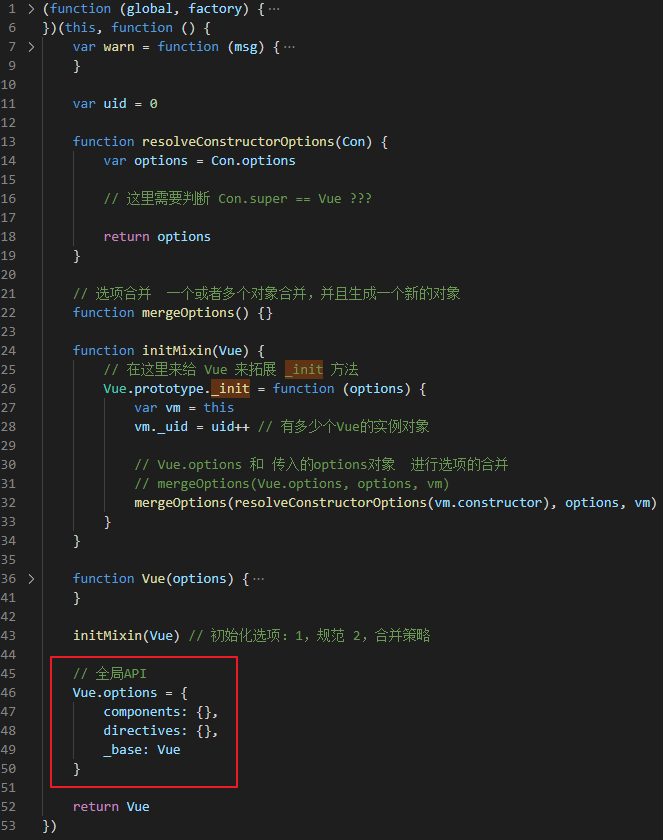 1 (function (global, factory) {…
6 })(this, function () {
7     var warn = function (msg) {…
9     }
10
11     var uid = 0
12
13     function resolveConstructorOptions(Con) {
14         var options = Con.options
15
16         // 这里需要判断 Con.super == Vue ???
17
18         return options
19     }
20
21     // 选项合并  一个或者多个对象合并，并且生成一个新的对象
22     function mergeOptions() {}
23
24     function initMixin(Vue) {
25         // 在这里来给 Vue 来拓展 _init 方法
26         Vue.prototype._init = function (options) {
27             var vm = this
28             vm._uid = uid++ // 有多少个Vue的实例对象
29
30             // Vue.options 和 传入的options对象  进行选项的合并
31             // mergeOptions(Vue.options, options, vm)
32             mergeOptions(resolveConstructorOptions(vm.constructor), options, vm)
33         }
34     }
35
36     function Vue(options) {…
41     }
42
43     initMixin(Vue) // 初始化选项：1，规范 2，合并策略
44
45     // 全局API
46     Vue.options = {
47         components: {},
48         directives: {},
49         _base: Vue
50     }
51
52     return Vue
53 })